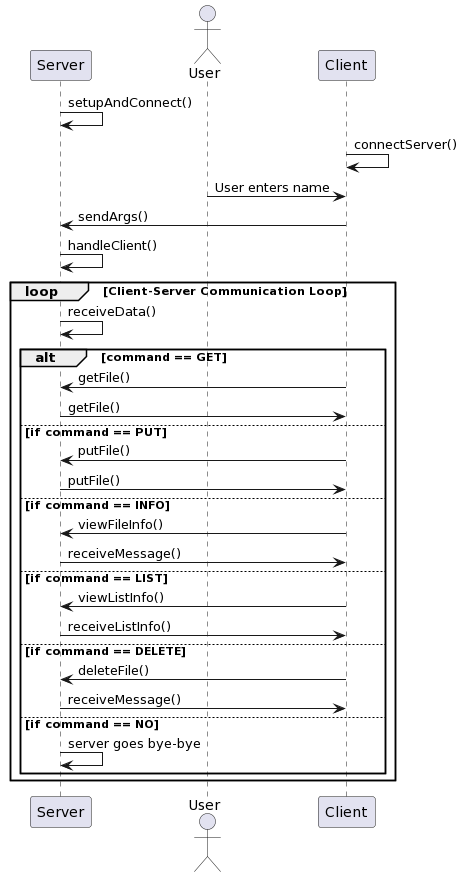 User
Server
Client
setupAndConnect()
connectServer()
User enters name
sendArgs()
handleClient()
loop [Client-Server Communication Loop]
receiveData()
alt [command == GET]
getFile()
getFile()
[if command == PUT]
putFile()
putFile()
[if command == INFO]
viewFileInfo()
receiveMessage()
[if command == LIST]
viewListInfo()
receiveListInfo()
[if command == DELETE]
deleteFile()
receiveMessage()
[if command == NO]
server goes bye-bye
Server
User
Client